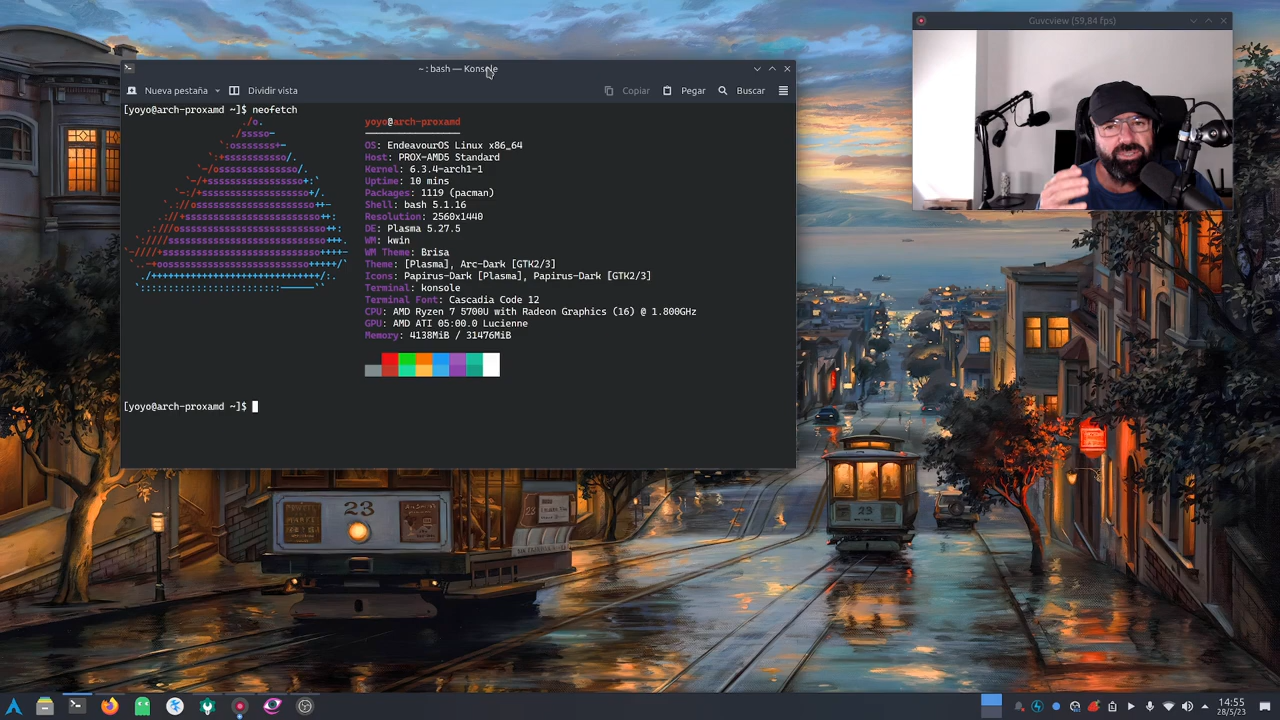 Guvcview (59,84 fps)
~ : bash — Konsole
Nueva pestaña
Dividir vista
Copiar
Pegar
Buscar
[yoyo@arch-proxamd ~]$ neofetch
yoyo@arch-proxamd
OS: EndeavourOS Linux x86_64
Host: PROX-AMD5 Standard
Kernel: 6.3.4-arch1-1
Uptime: 10 mins
Packages: 1119 (pacman)
Shell: bash 5.1.16
Resolution: 2560x1440
DE: Plasma 5.27.5
WM: kwin
WM Theme: Brisa
Theme: [Plasma], Arc-Dark [GTK2/3]
Icons: Papirus-Dark [Plasma], Papirus-Dark [GTK2/3]
Terminal: konsole
Terminal Font: Cascadia Code 12
CPU: AMD Ryzen 7 5700U with Radeon Graphics (16) @ 1.800GHz
GPU: AMD ATI 05:00.0 Lucienne
Memory: 4138MiB / 31476MiB
[yoyo@arch-proxamd ~]$
23
23
23
14:55
28/5/23